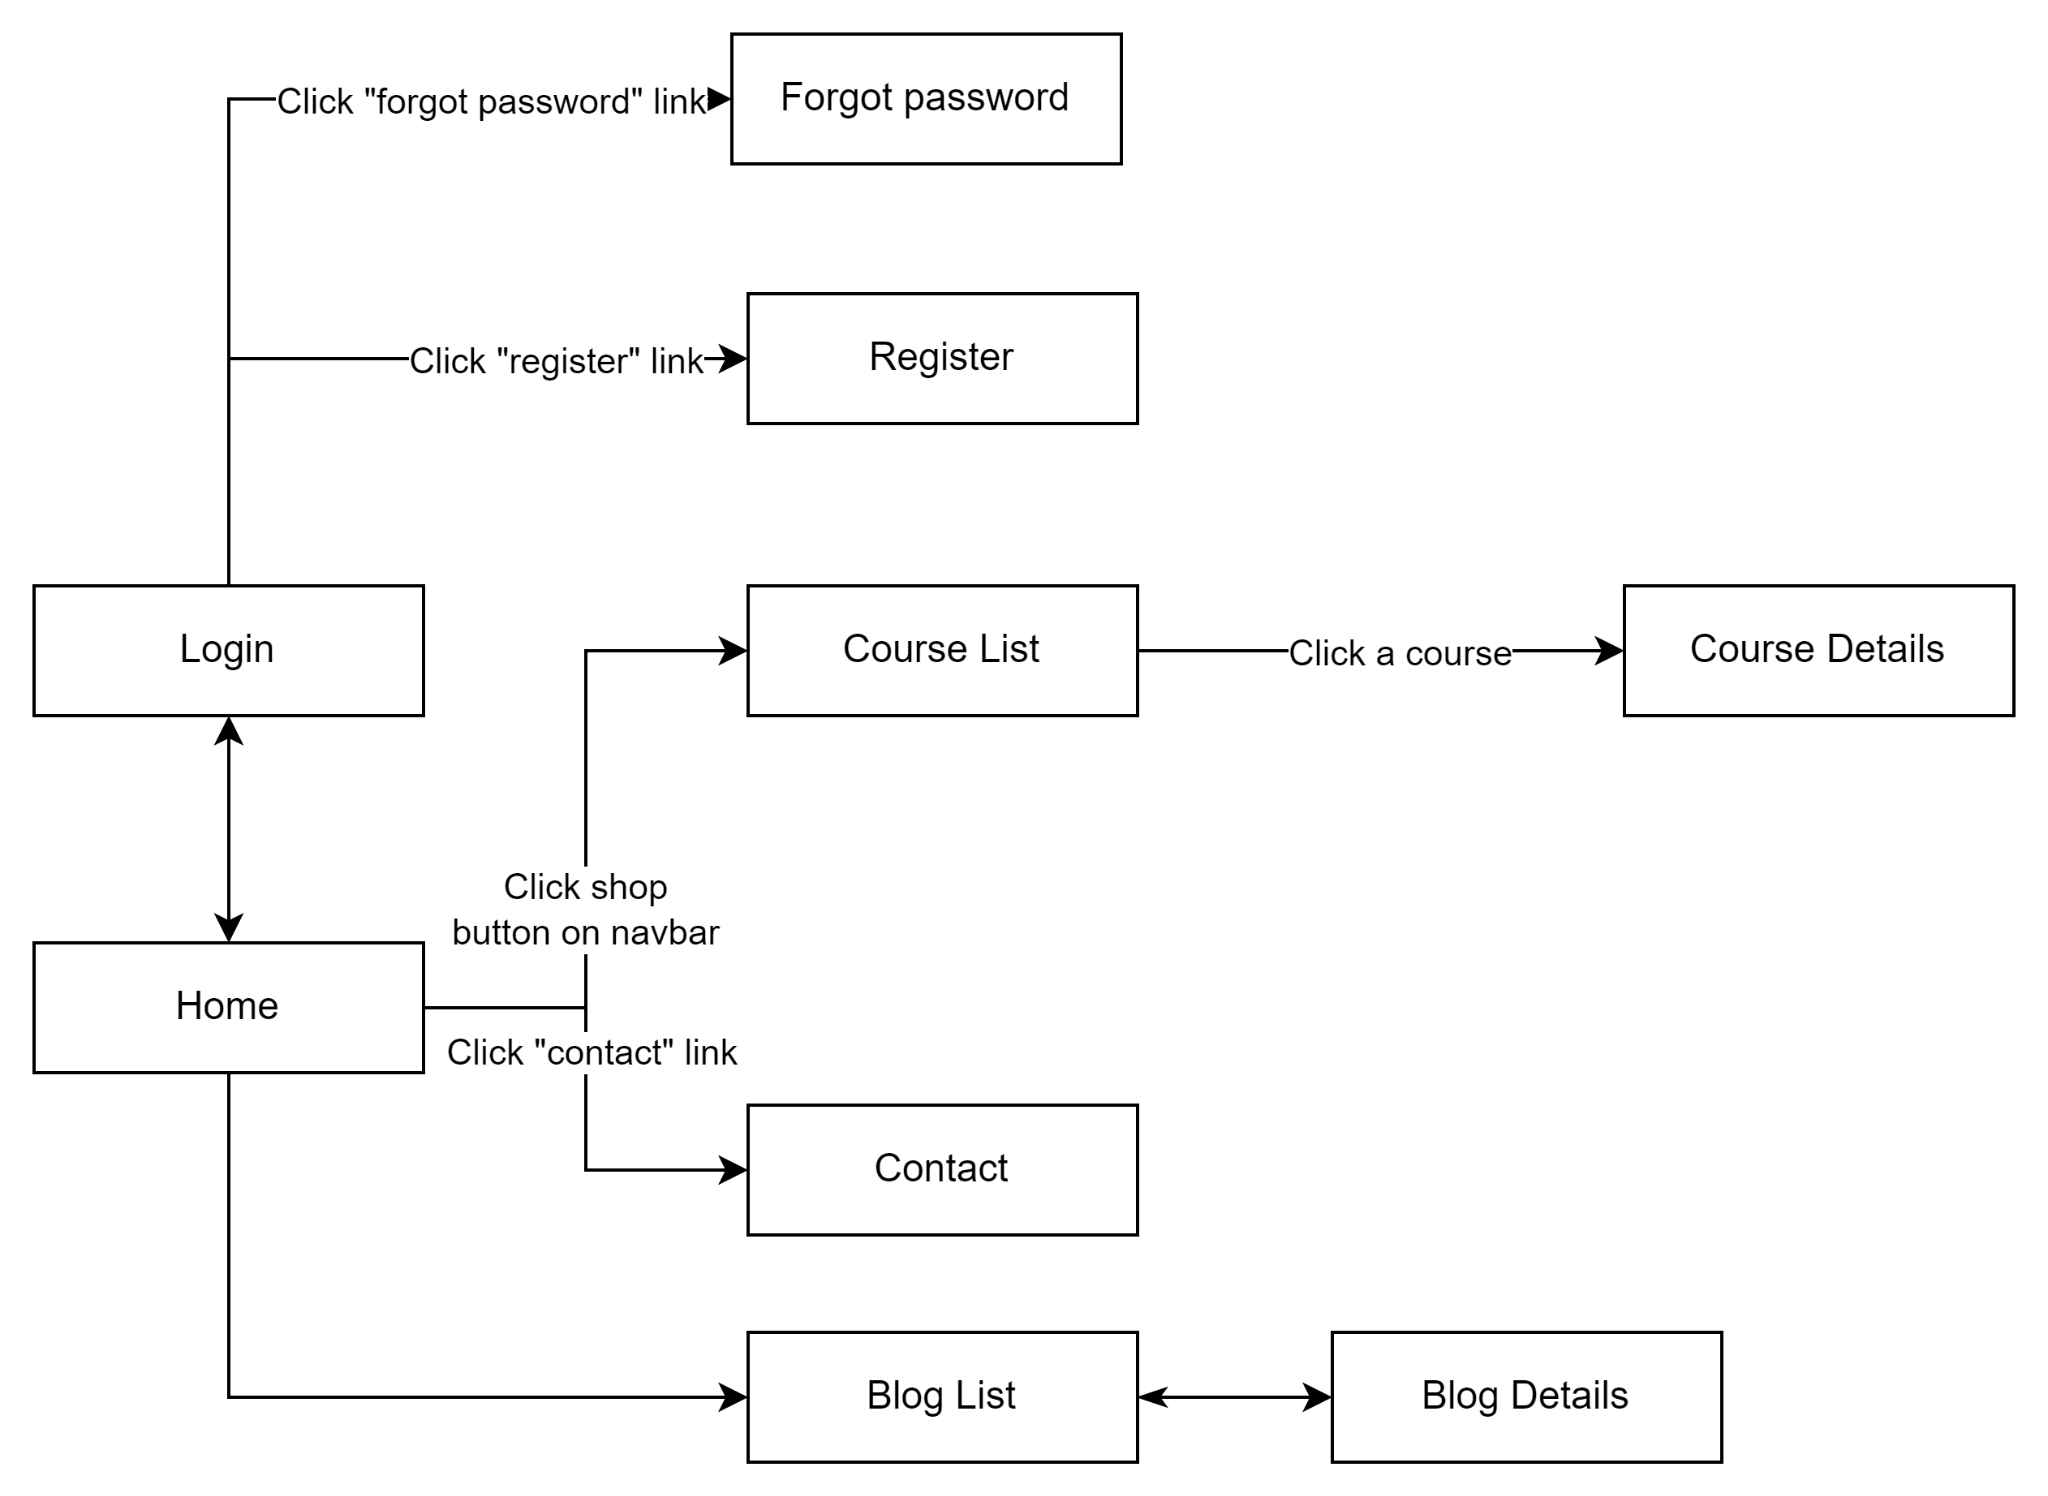 Forgot password
Click "forgot password" link
Register
Click "register" link
Login
Course List
Click a course
Course Details
Click shop
button on navbar
Home
Click "contact" link
Contact
Blog List
Blog Details